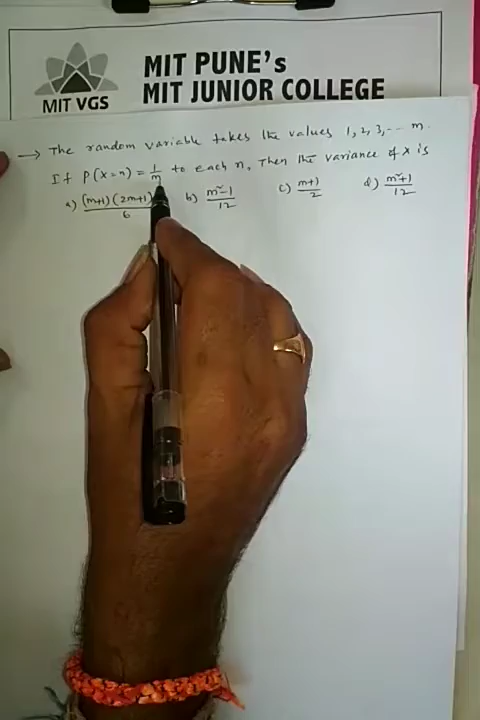 MIT PUNE's
MIT JUNIOR COLLEGE
MIT VGS
→ The random variable takes the values 1, 2, 3, --- m.
If P(X=n) = 1/m to each n, Then the variance of x is
a) (m+1)(2m+1)/6 b) m²-1/12 c) m+1/2 d) m²+1/12